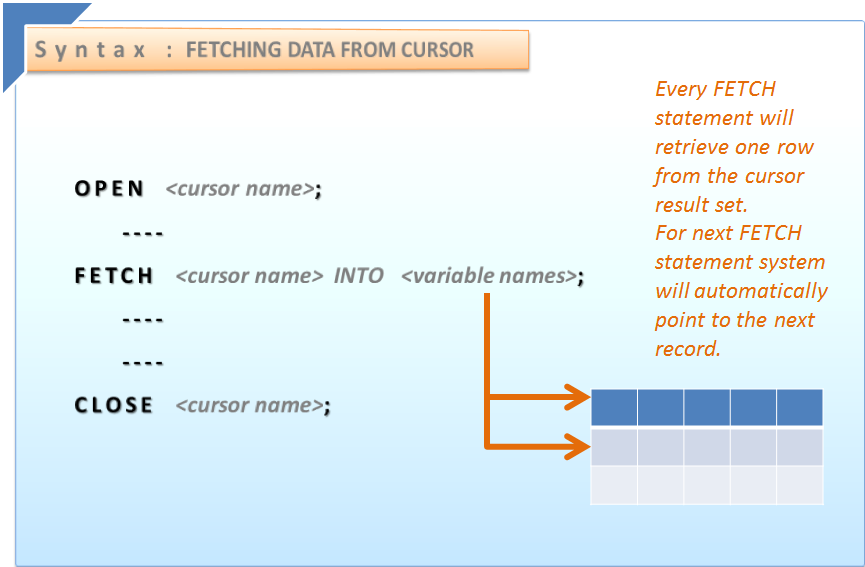 Syntax : FETCHING DATA FROM CURSOR
Every FETCH
statement will
retrieve one row
from the cursor
result set.
For next FETCH
statement system
will automatically
point to the next
record.
OPEN <cursor name>;
----
FETCH <cursor name> INTO <variable names>;
----
----
CLOSE <cursor name>;